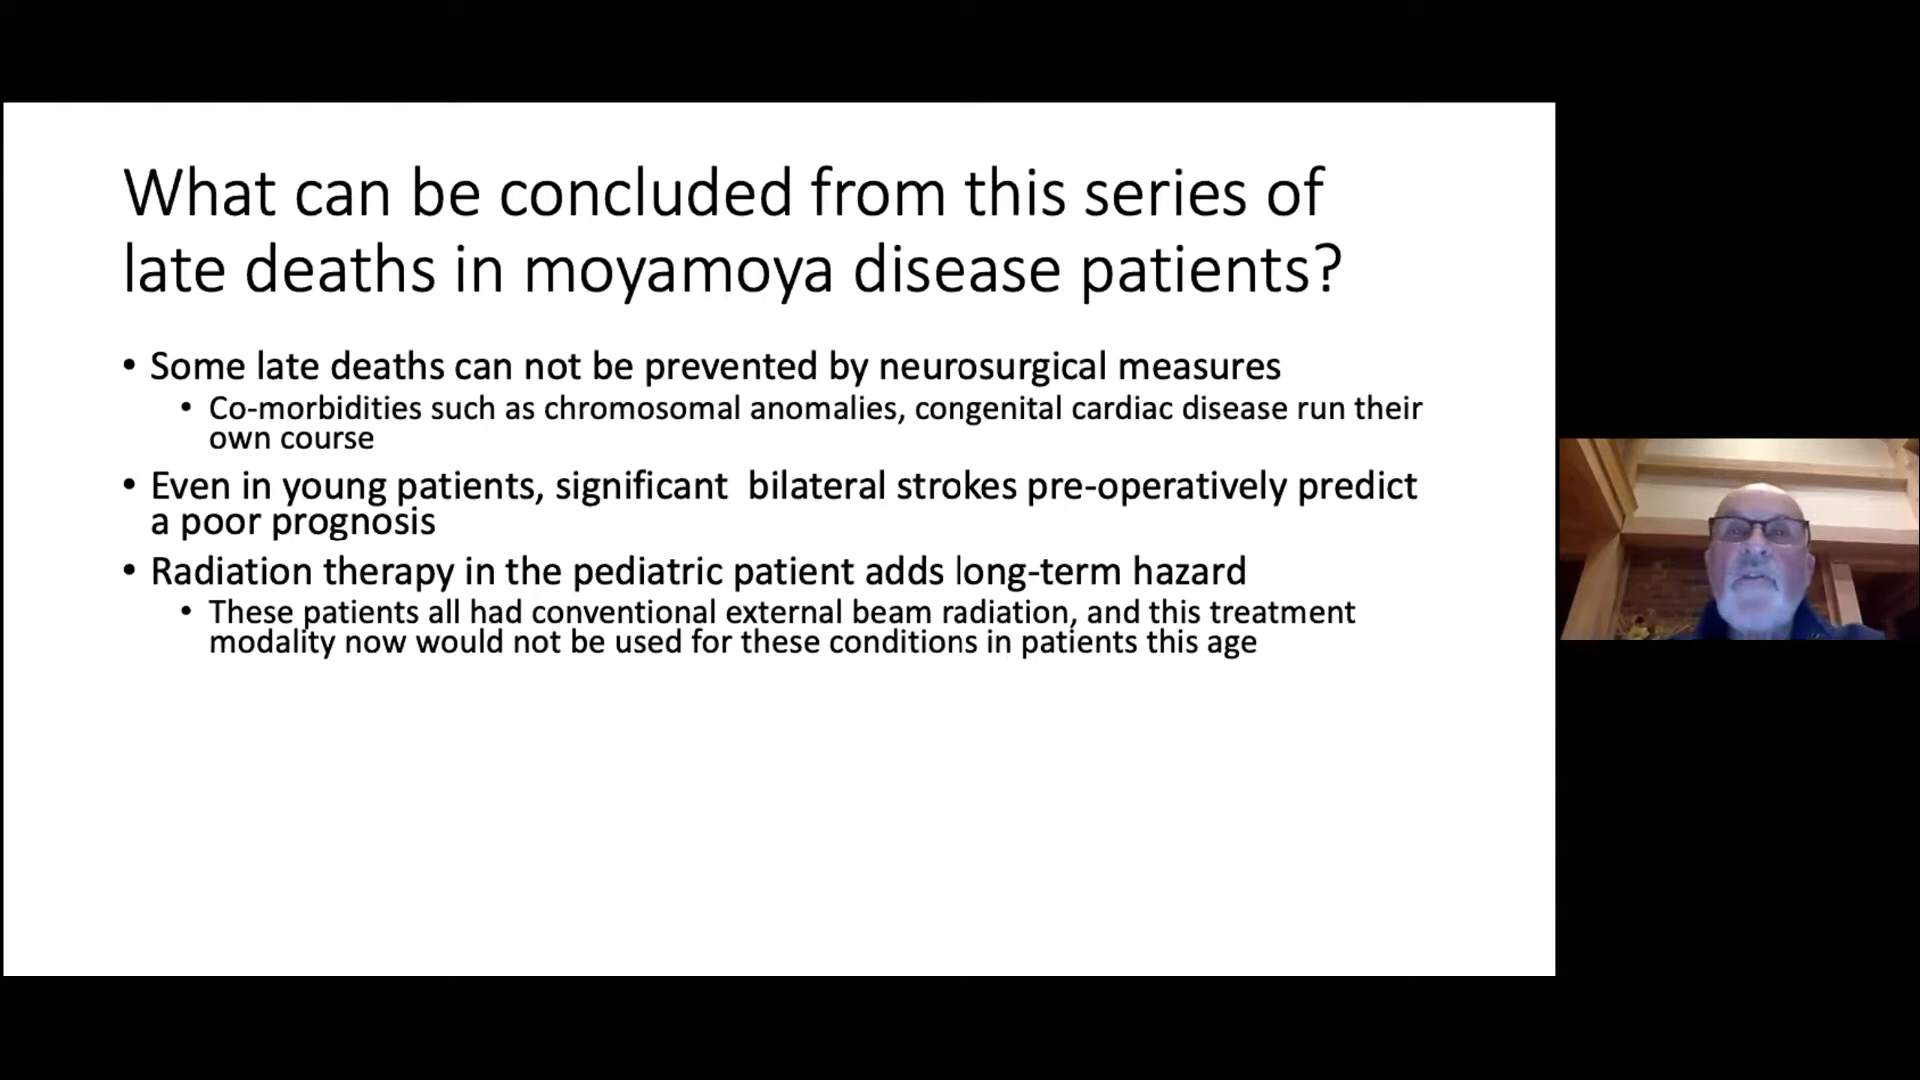 What can be concluded from this series of
late deaths in moyamoya disease patients?
• Some late deaths can not be prevented by neurosurgical measures
• Co-morbidities such as chromosomal anomalies, congenital cardiac disease run their
own course
• Even in young patients, significant  bilateral strokes pre-operatively predict
a poor prognosis
• Radiation therapy in the pediatric patient adds long-term hazard
• These patients all had conventional external beam radiation, and this treatment
modality now would not be used for these conditions in patients this age